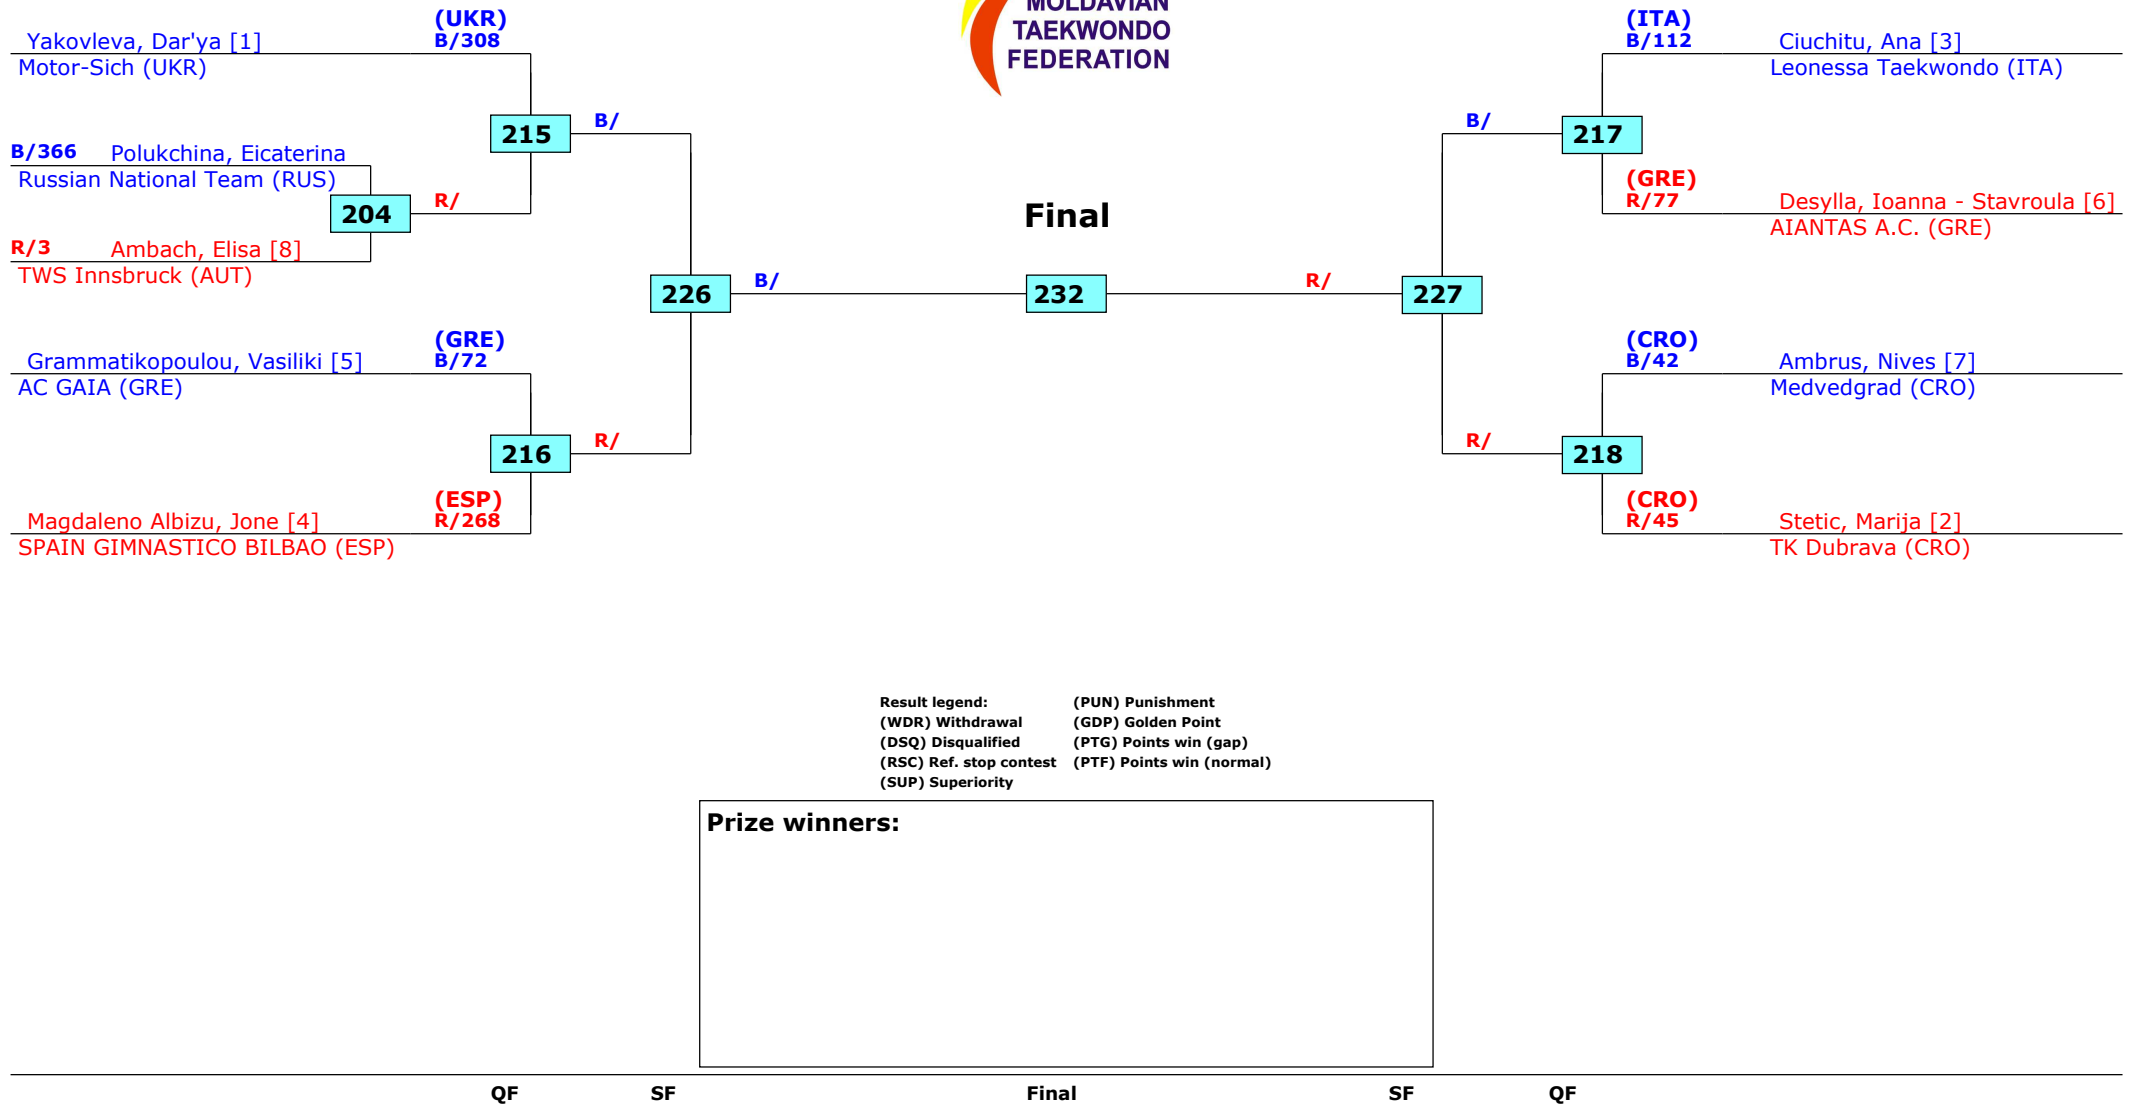 MOLDAVIAN
TAEKWONDO
FEDERATION
(UKR)
Yakovleva, Dar'ya [1] B/308
Motor-Sich (UKR)
215
B/
B/366 Polukchina, Eicaterina
Russian National Team (RUS)
204
R/
R/3 Ambach, Elisa [8]
TWS Innsbruck (AUT)
226
B/
(GRE)
Grammatikopoulou, Vasiliki [5] B/72
AC GAIA (GRE)
216
R/
(ESP)
Magdaleno Albizu, Jone [4] R/268
SPAIN GIMNASTICO BILBAO (ESP)
Final
232
(ITA)
B/112 Ciuchitu, Ana [3]
Leonessa Taekwondo (ITA)
B/
217
(GRE)
R/77 Desylla, Ioanna - Stavroula [6]
AIANTAS A.C. (GRE)
R/
227
(CRO)
B/42 Ambrus, Nives [7]
Medvedgrad (CRO)
R/
218
(CRO)
R/45 Stetic, Marija [2]
TK Dubrava (CRO)
Result legend: (PUN) Punishment
(WDR) Withdrawal (GDP) Golden Point
(DSQ) Disqualified (PTG) Points win (gap)
(RSC) Ref. stop contest (PTF) Points win (normal)
(SUP) Superiority
Prize winners:
QF SF Final SF QF